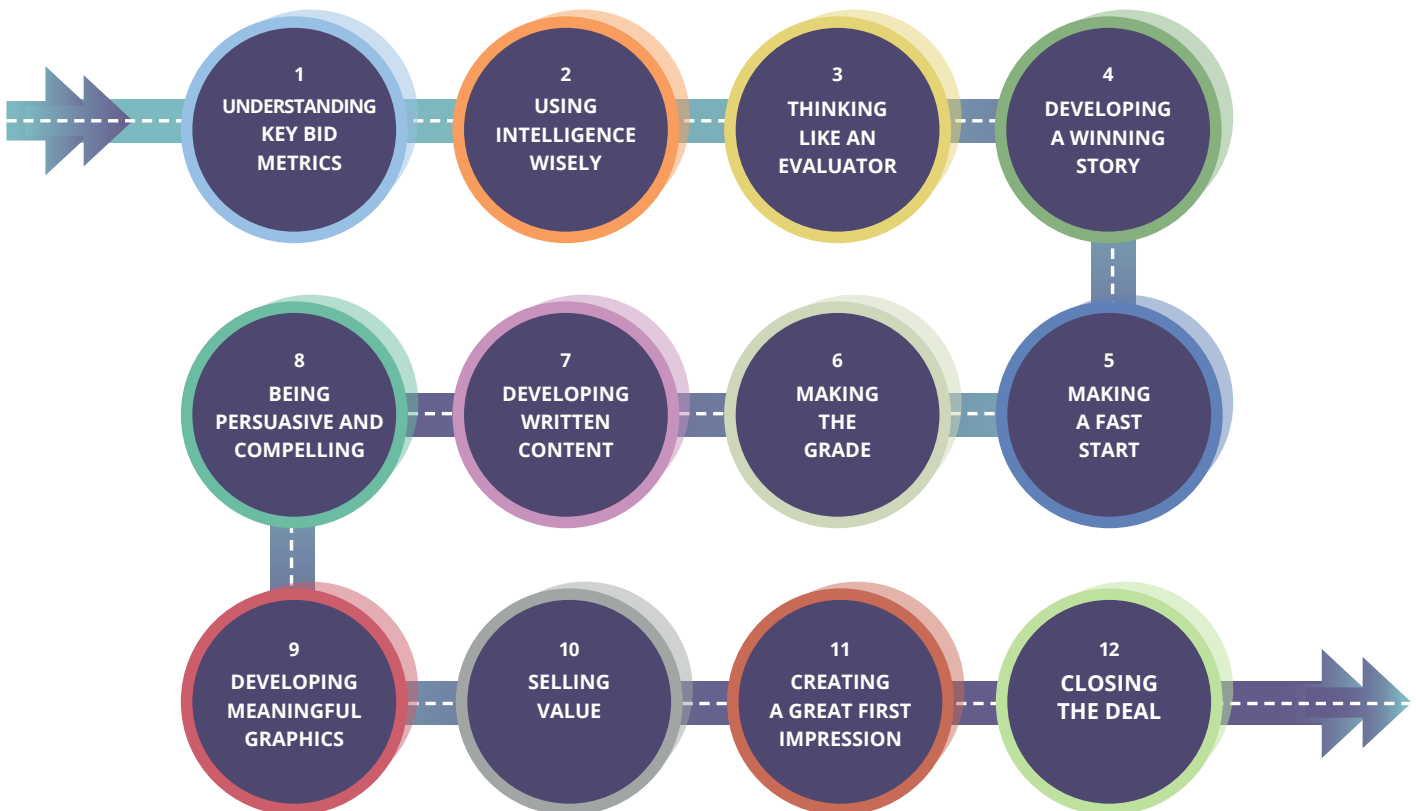 1
UNDERSTANDING
KEY BID
METRICS
2
USING
INTELLIGENCE
WISELY
3
THINKING
LIKE AN
EVALUATOR
4
DEVELOPING
A WINNING
STORY
5
MAKING
A FAST
START
6
MAKING
THE
GRADE
7
DEVELOPING
WRITTEN
CONTENT
8
BEING
PERSUASIVE AND
COMPELLING
9
DEVELOPING
MEANINGFUL
GRAPHICS
10
SELLING
VALUE
11
CREATING
A GREAT FIRST
IMPRESSION
12
CLOSING
THE DEAL